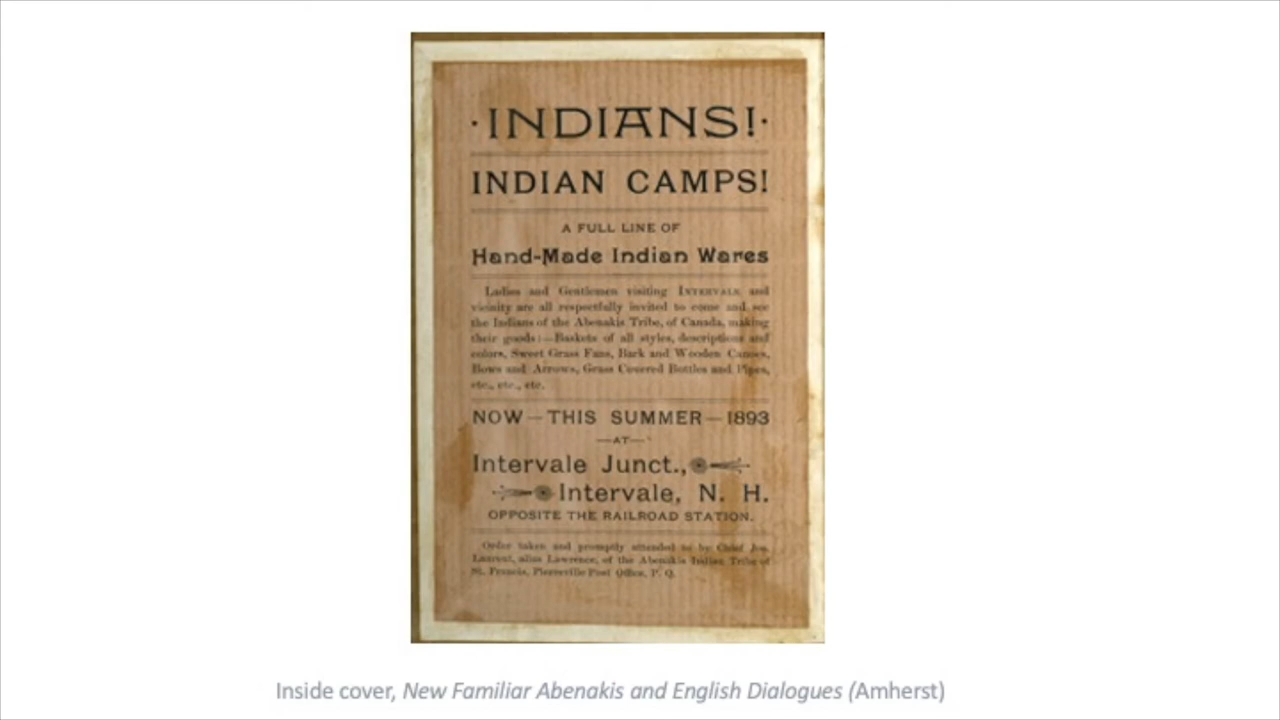 ·INDIANS!·
INDIAN CAMPS!
A FULL LINE OF
Hand-Made Indian Wares
Ladies and Gentlemen visiting INTERVALE and
vicinity are all respectfully invited to come and see
the Indians of the Abenakis Tribe, of Canada, making
their goods:—Baskets of all styles, descriptions and
colors, Sweet Grass Fans, Bark and Wooden Canoes,
Bows and Arrows, Grass Covered Bottles and Pipes,
etc., etc., etc.
NOW—THIS SUMMER—1893
—AT—
Intervale Junct.,
Intervale, N. H.
OPPOSITE THE RAILROAD STATION.
Order taken and promptly attended to by Chief Jos.
Laurent, alias Lawrence, of the Abenakis Indian Tribe of
St. Francis, Pierreville Post Office, P. Q.
Inside cover, New Familiar Abenakis and English Dialogues (Amherst)